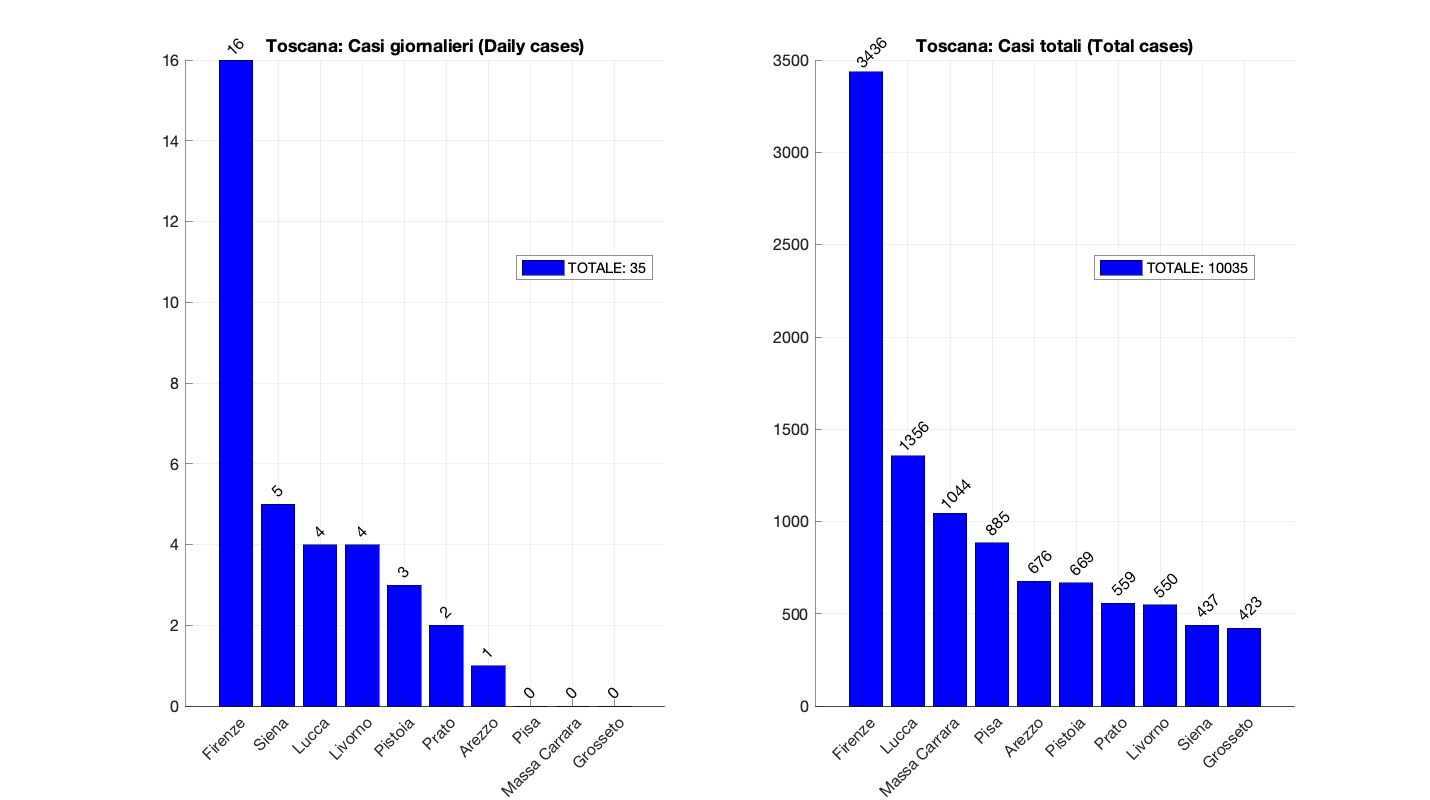 Toscana: Casi giornalieri (Daily cases)
16
14
12
10
8
6
4
2
0
16
5
4
4
3
2
1
0
0
0
TOTALE: 35
Firenze
Siena
Lucca
Livorno
Pistoia
Prato
Arezzo
Pisa
Massa Carrara
Grosseto
Toscana: Casi totali (Total cases)
3500
3000
2500
2000
1500
1000
500
0
3436
1356
1044
885
676
669
559
550
437
423
TOTALE: 10035
Firenze
Lucca
Massa Carrara
Pisa
Arezzo
Pistoia
Prato
Livorno
Siena
Grosseto